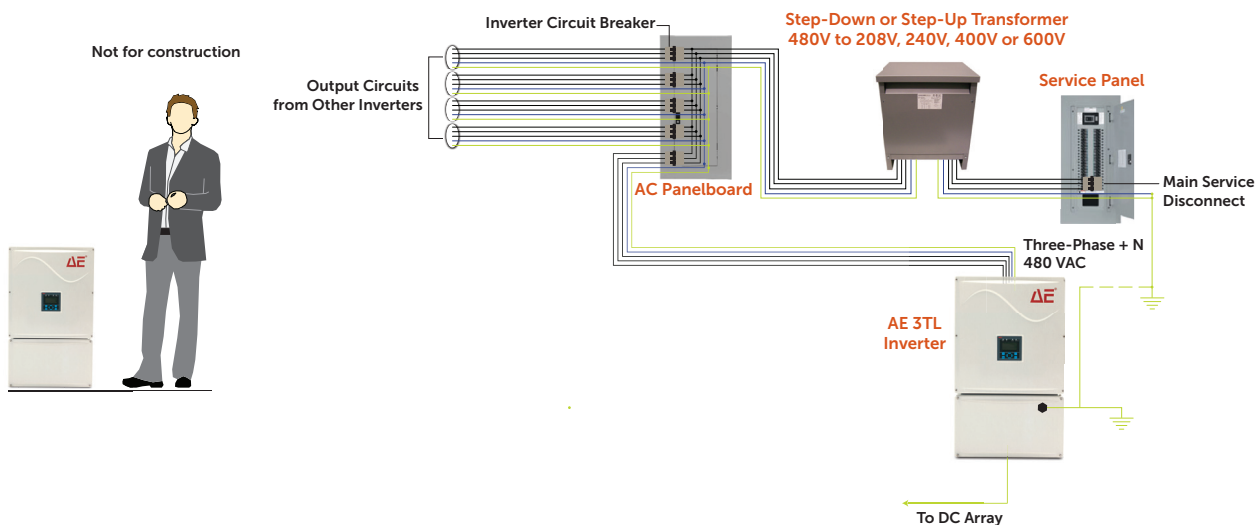 Not for construction
Inverter Circuit Breaker
Output Circuits
from Other Inverters
AC Panelboard
Step-Down or Step-Up Transformer
480V to 208V, 240V, 400V or 600V
Service Panel
Main Service
Disconnect
Three-Phase + N
480 VAC
AE 3TL
Inverter
AE
AE
To DC Array